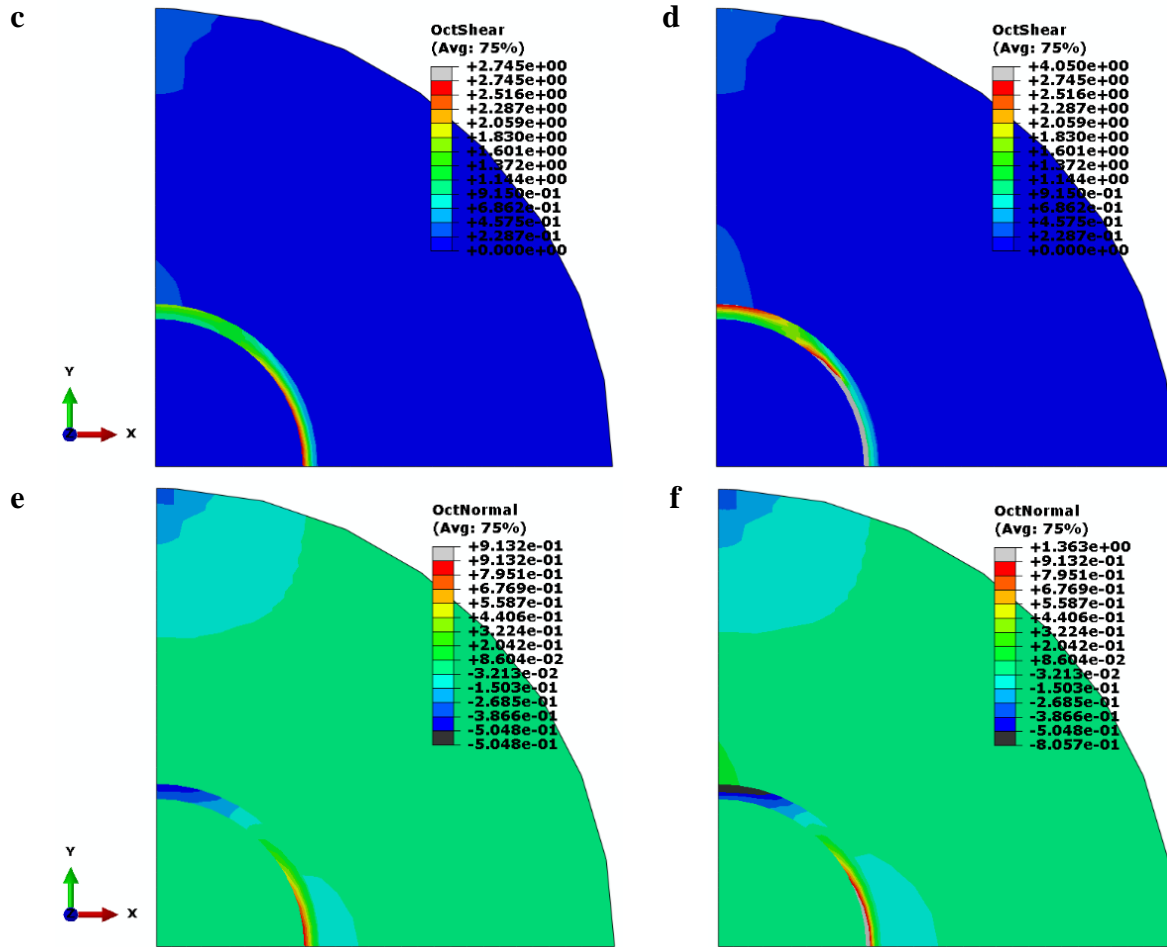 c
OctShear
(Avg: 75%)
+2.745e+00
+2.745e+00
+2.516e+00
+2.287e+00
+2.059e+00
+1.830e+00
+1.601e+00
+1.372e+00
+1.144e+00
+9.150e-01
+6.862e-01
+4.575e-01
+2.287e-01
+0.000e+00
Y
Z X
d
OctShear
(Avg: 75%)
+4.050e+00
+2.745e+00
+2.516e+00
+2.287e+00
+2.059e+00
+1.830e+00
+1.601e+00
+1.372e+00
+1.144e+00
+9.150e-01
+6.862e-01
+4.575e-01
+2.287e-01
+0.000e+00
e
OctNormal
(Avg: 75%)
+9.132e-01
+9.132e-01
+7.951e-01
+6.769e-01
+5.587e-01
+4.406e-01
+3.224e-01
+2.042e-01
+8.604e-02
-3.213e-02
-1.503e-01
-2.685e-01
-3.866e-01
-5.048e-01
-5.048e-01
Y
Z X
f
OctNormal
(Avg: 75%)
+1.363e+00
+9.132e-01
+7.951e-01
+6.769e-01
+5.587e-01
+4.406e-01
+3.224e-01
+2.042e-01
+8.604e-02
-3.213e-02
-1.503e-01
-2.685e-01
-3.866e-01
-5.048e-01
-8.057e-01